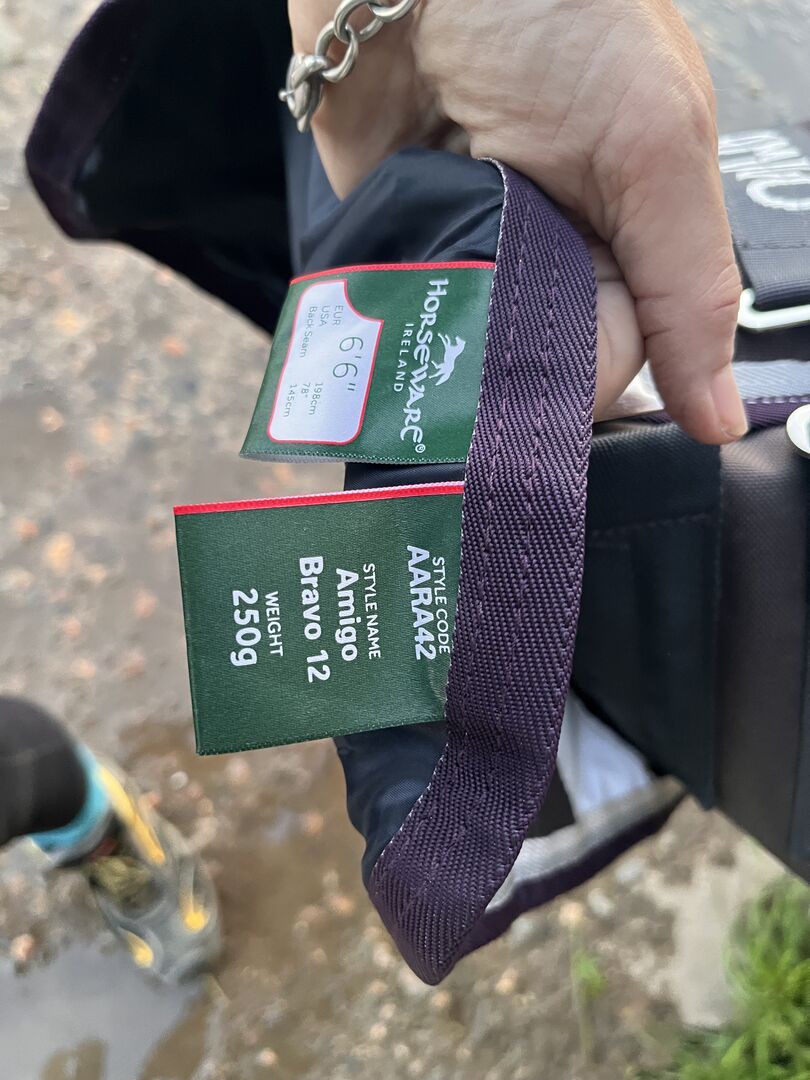 HORSEWARE®
IRELAND
EUR 6'6" 198cm
USA 78"
Back Seam 145cm
STYLE CODE
AARA42
STYLE NAME
Amigo
Bravo 12
WEIGHT
250g